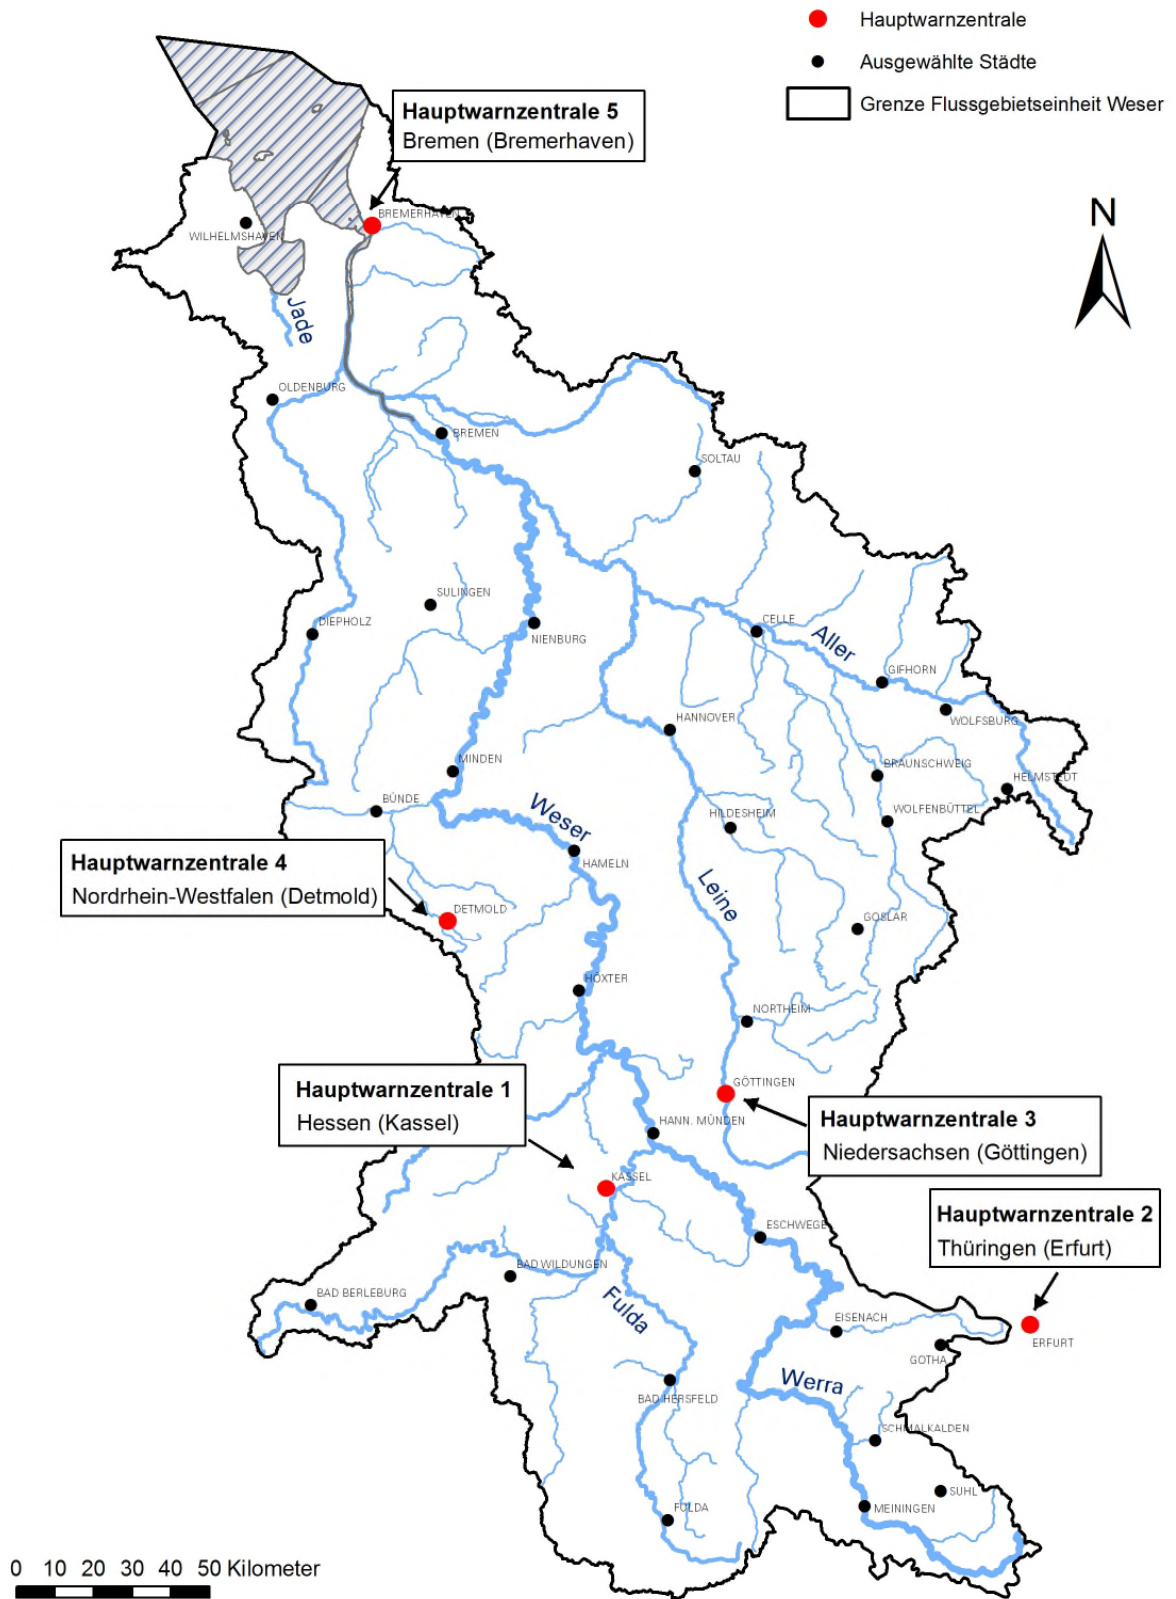 Hauptwarnzentrale
Ausgewählte Städte
Grenze Flussgebietseinheit Weser
Hauptwarnzentrale 5
Bremen (Bremerhaven)
N
BREMERHAVEN
WILHELMSHAVEN
Jade
OLDENBURG
BREMEN
SOLTAU
SULINGEN
DIEPHOLZ
NIENBURG
CELLE
Aller
GIFHORN
WOLFSBURG
HANNOVER
MINDEN
BRAUNSCHWEIG
HELMSTEDT
BÜNDE
Weser
HILDESHEIM
WOLFENBÜTTEL
HAMELN
Hauptwarnzentrale 4
Nordrhein-Westfalen (Detmold)
Leine
DETMOLD
GOSLAR
HÖXTER
NORTHEIM
Hauptwarnzentrale 1
Hessen (Kassel)
GÖTTINGEN
HANN. MÜNDEN
Hauptwarnzentrale 3
Niedersachsen (Göttingen)
KASSEL
ESCHWEGE
Hauptwarnzentrale 2
Thüringen (Erfurt)
BAD WILDUNGEN
BAD BERLEBURG
Fulda
EISENACH
ERFURT
GOTHA
Werra
BAD HERSFELD
SCHMALKALDEN
SUHL
FULDA
MEININGEN
0 10 20 30 40 50 Kilometer